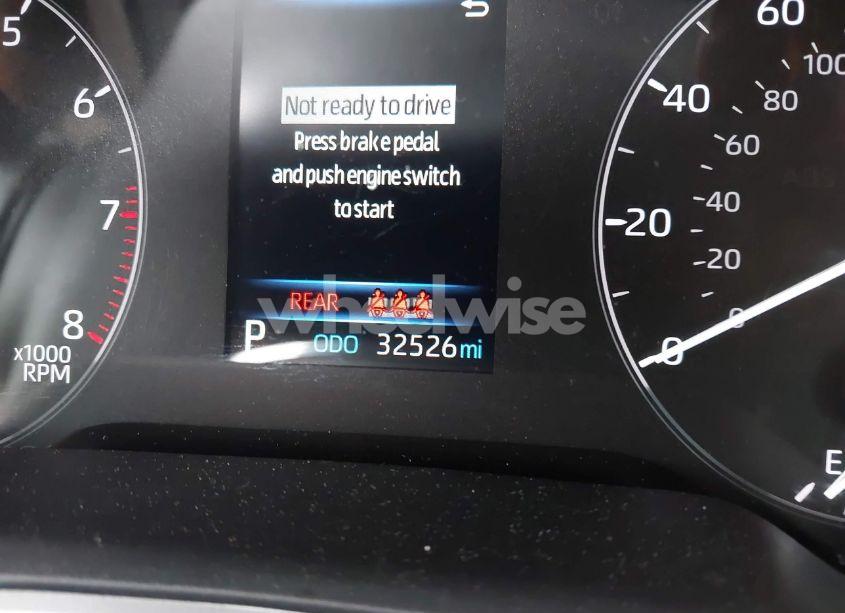 5
6
7
8
x1000
RPM
Not ready to drive
Press brake pedal
and push engine switch
to start
REAR
wheelwise
P
ODO 32526 mi
60
100
40
80
60
20
40
20
0
0
E